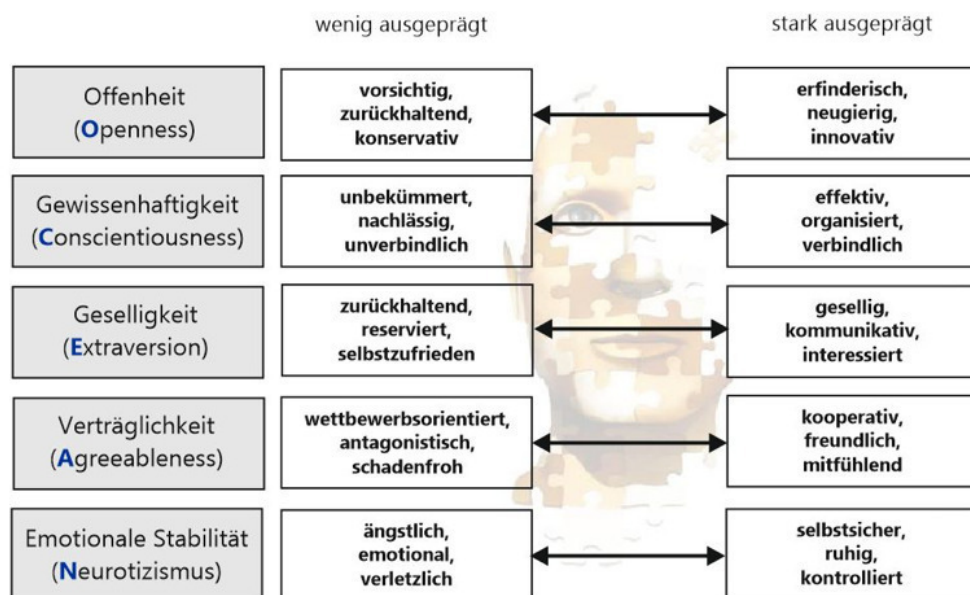 wenig ausgeprägt
stark ausgeprägt
Offenheit
(Openness)
vorsichtig,
zurückhaltend,
konservativ
erfinderisch,
neugierig,
innovativ
Gewissenhaftigkeit
(Conscientiousness)
unbekümmert,
nachlässig,
unverbindlich
effektiv,
organisiert,
verbindlich
Geselligkeit
(Extraversion)
zurückhaltend,
reserviert,
selbstzufrieden
gesellig,
kommunikativ,
interessiert
Verträglichkeit
(Agreeableness)
wettbewerbsorientiert,
antagonistisch,
schadenfroh
kooperativ,
freundlich,
mitfühlend
Emotionale Stabilität
(Neurotizismus)
ängstlich,
emotional,
verletzlich
selbstsicher,
ruhig,
kontrolliert